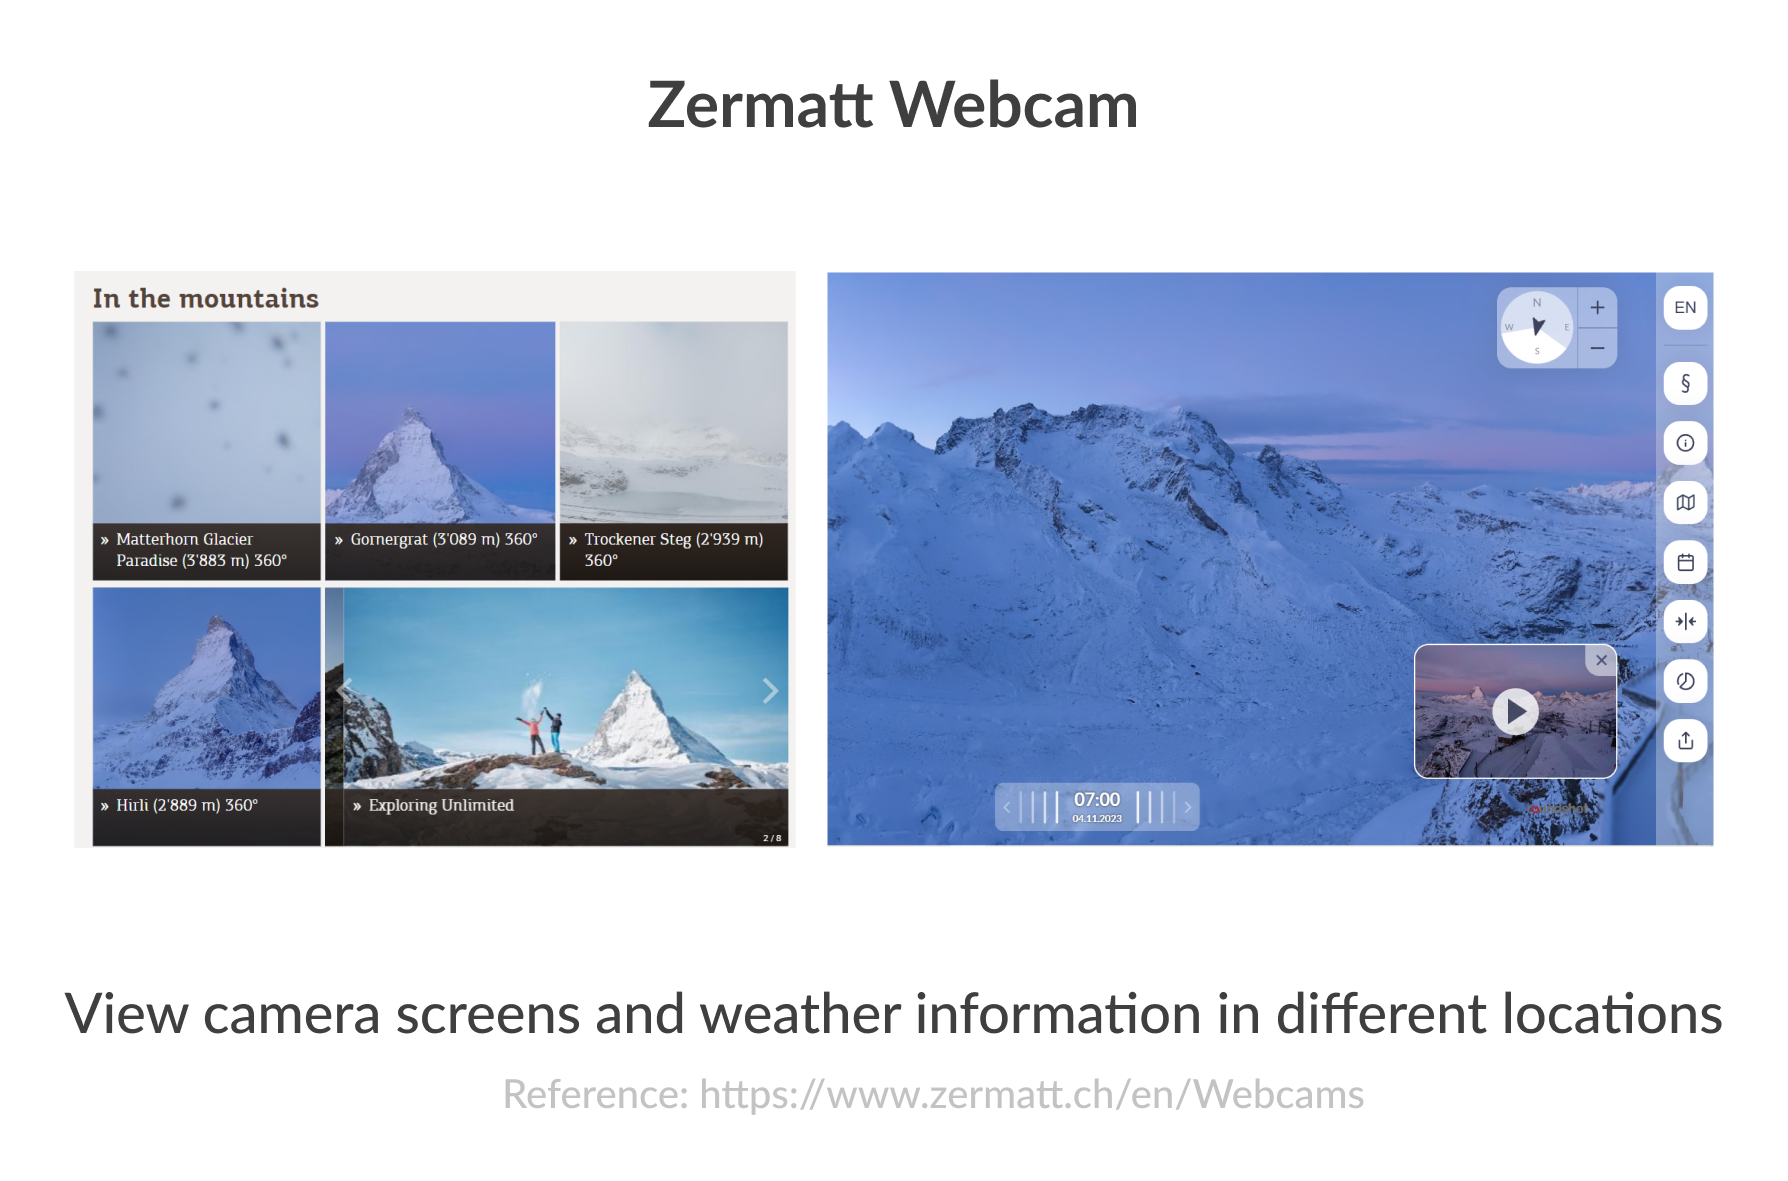 Zermatt Webcam
In the mountains
» Matterhorn Glacier
Paradise (3'883 m) 360°
» Gornergrat (3'089 m) 360°
» Trockener Steg (2'939 m)
360°
» Hirli (2'889 m) 360°
» Exploring Unlimited
2 / 8
N
W
E
S
+
−
EN
§
07:00
04.11.2023
View camera screens and weather information in different locations
Reference: https://www.zermatt.ch/en/Webcams